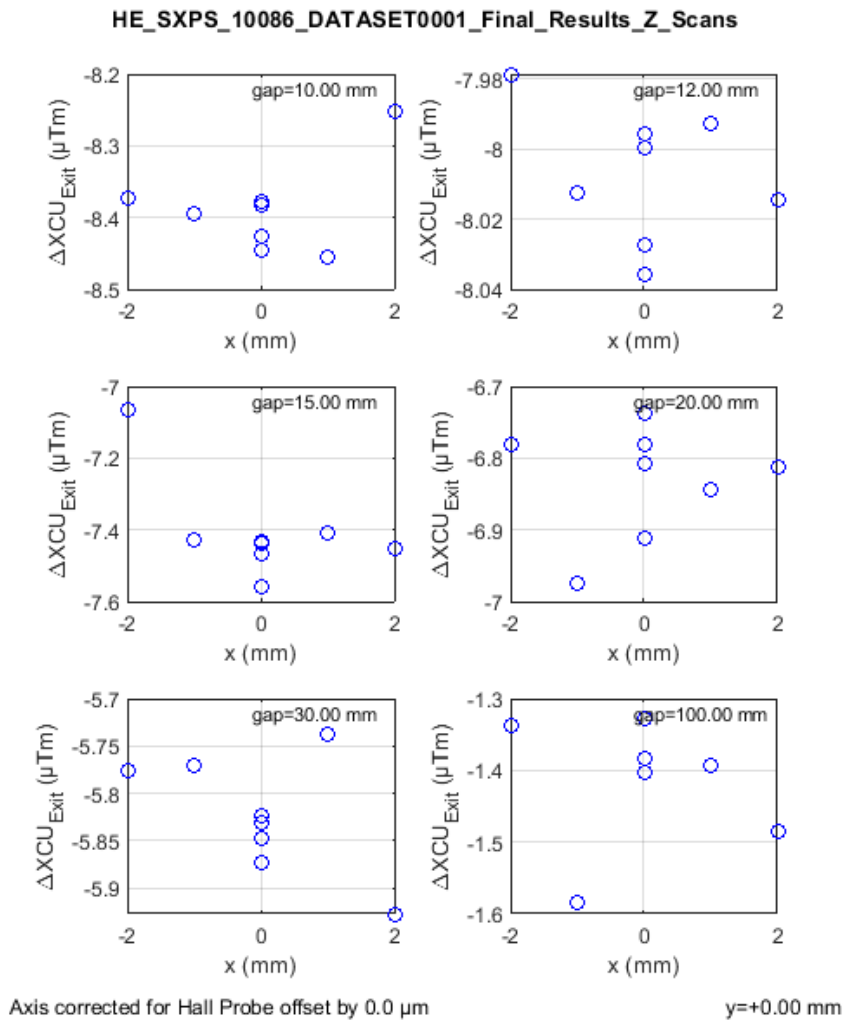 HE_SXPS_10086_DATASET0001_Final_Results_Z_Scans
gap=10.00 mm
-8.2
-8.3
-8.4
-8.5
ΔXCU_Exit (µTm)
-2
0
2
x (mm)
gap=12.00 mm
-7.98
-8
-8.02
-8.04
ΔXCU_Exit (µTm)
-2
0
2
x (mm)
gap=15.00 mm
-7
-7.2
-7.4
-7.6
ΔXCU_Exit (µTm)
-2
0
2
x (mm)
gap=20.00 mm
-6.7
-6.8
-6.9
-7
ΔXCU_Exit (µTm)
-2
0
2
x (mm)
gap=30.00 mm
-5.7
-5.75
-5.8
-5.85
-5.9
ΔXCU_Exit (µTm)
-2
0
2
x (mm)
gap=100.00 mm
-1.3
-1.4
-1.5
-1.6
ΔXCU_Exit (µTm)
-2
0
2
x (mm)
Axis corrected for Hall Probe offset by 0.0 µm
y=+0.00 mm